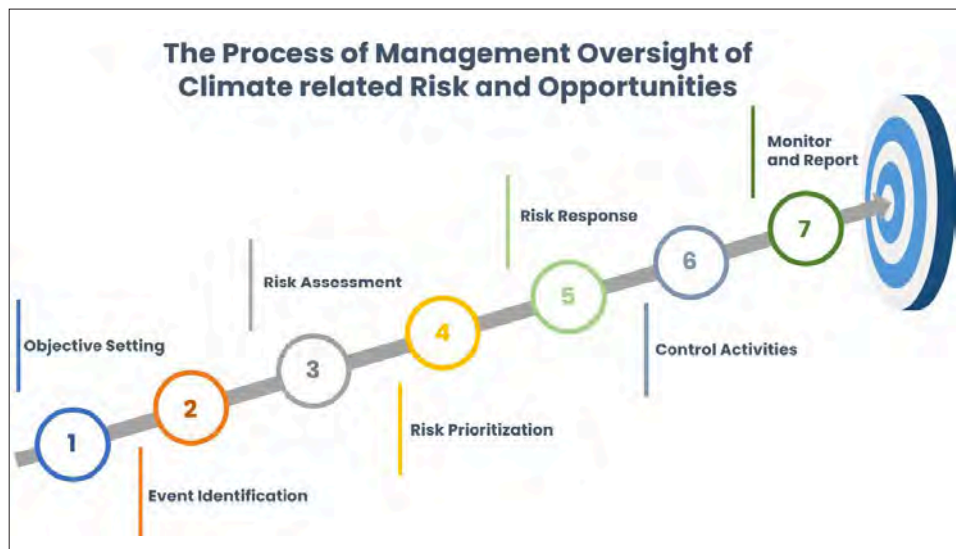 The Process of Management Oversight of
Climate related Risk and Opportunities
Monitor
and Report
7
Risk Response
6
5
Risk Assessment
4
Control Activities
Objective Setting
3
2
Risk Prioritization
1
Event Identification